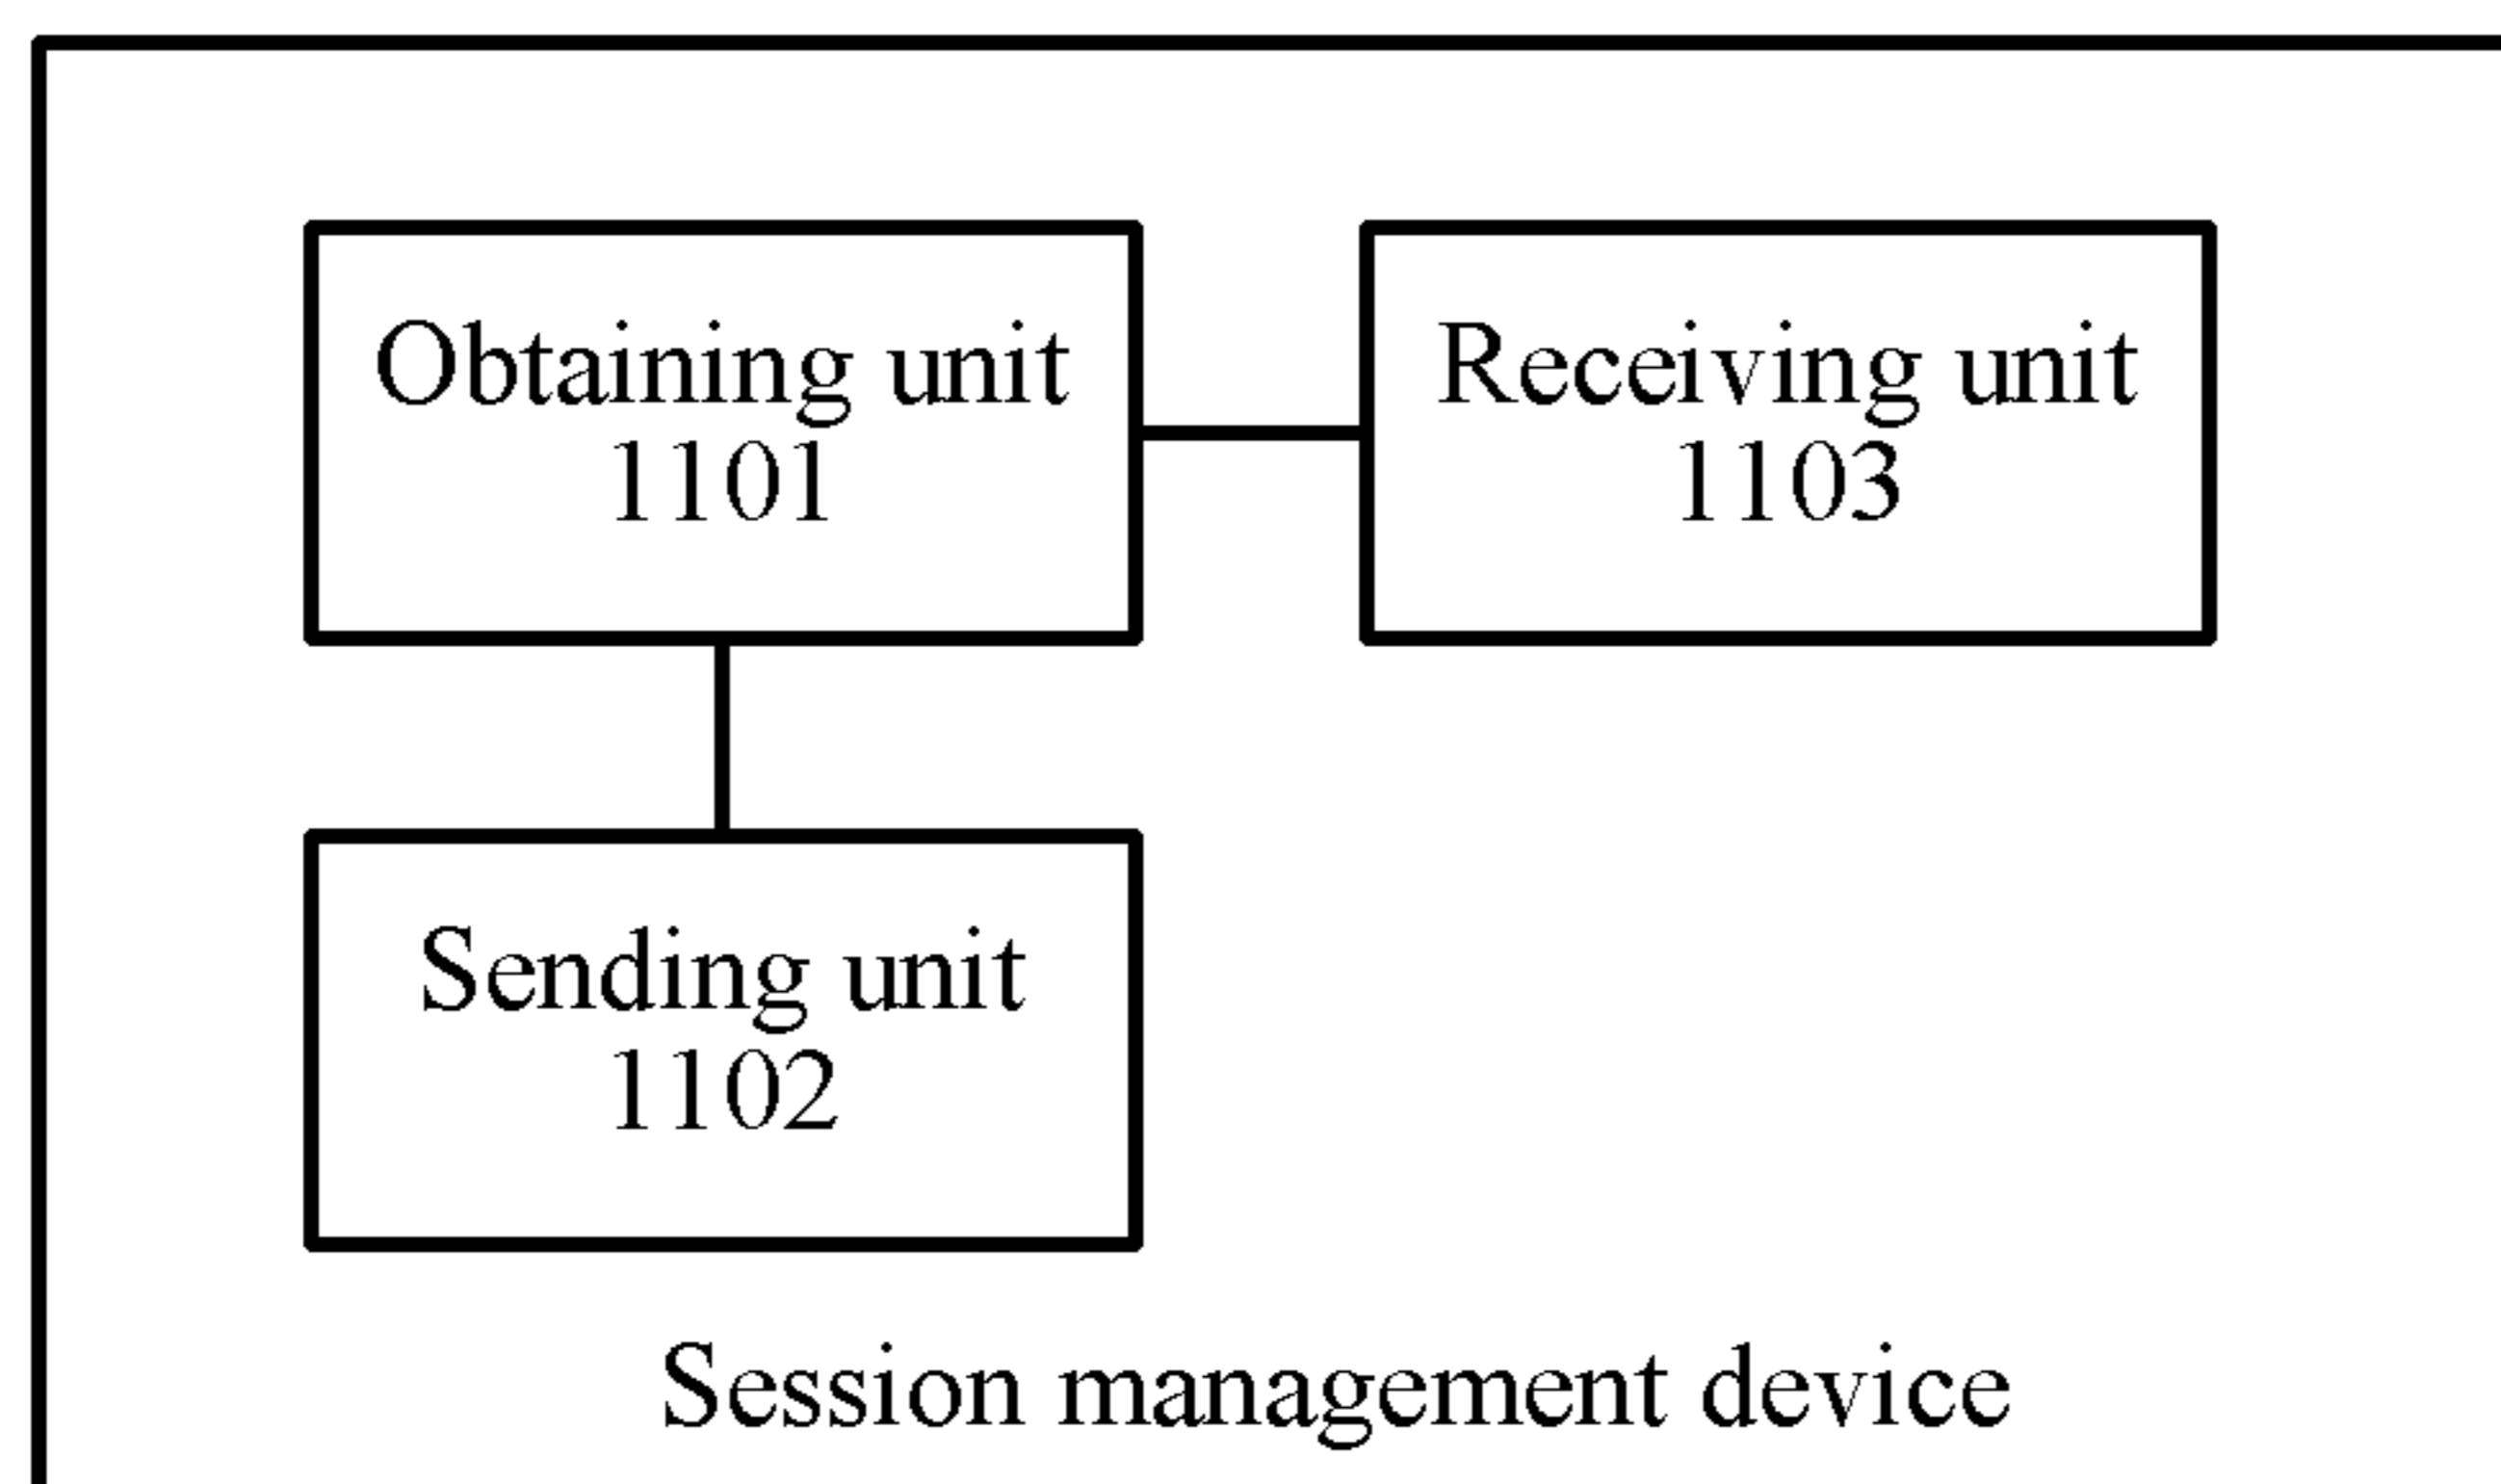 Obtaining unit
1101
Receiving unit
1103
Sending unit
1102
Session management device